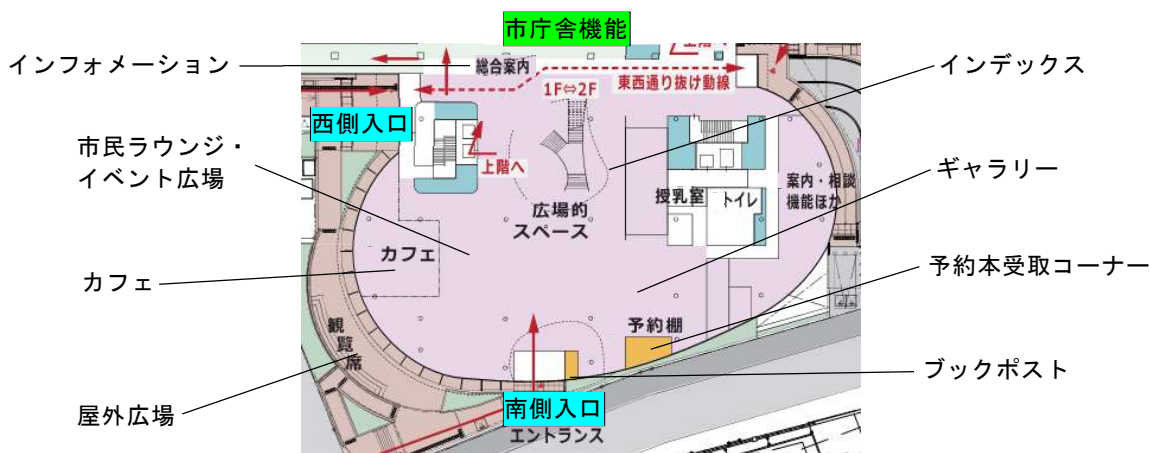 市庁舎機能
上階へ
インフォメーション
総合案内
インデックス
1F⇔2F
東西通り抜け動線
西側入口
市民ラウンジ・
イベント広場
上階へ
ギャラリー
授乳室
トイレ
案内・相談
機能ほか
広場的
スペース
カフェ
カフェ
予約本受取コーナー
予約棚
観覧席
ブックポスト
屋外広場
南側入口
エントランス